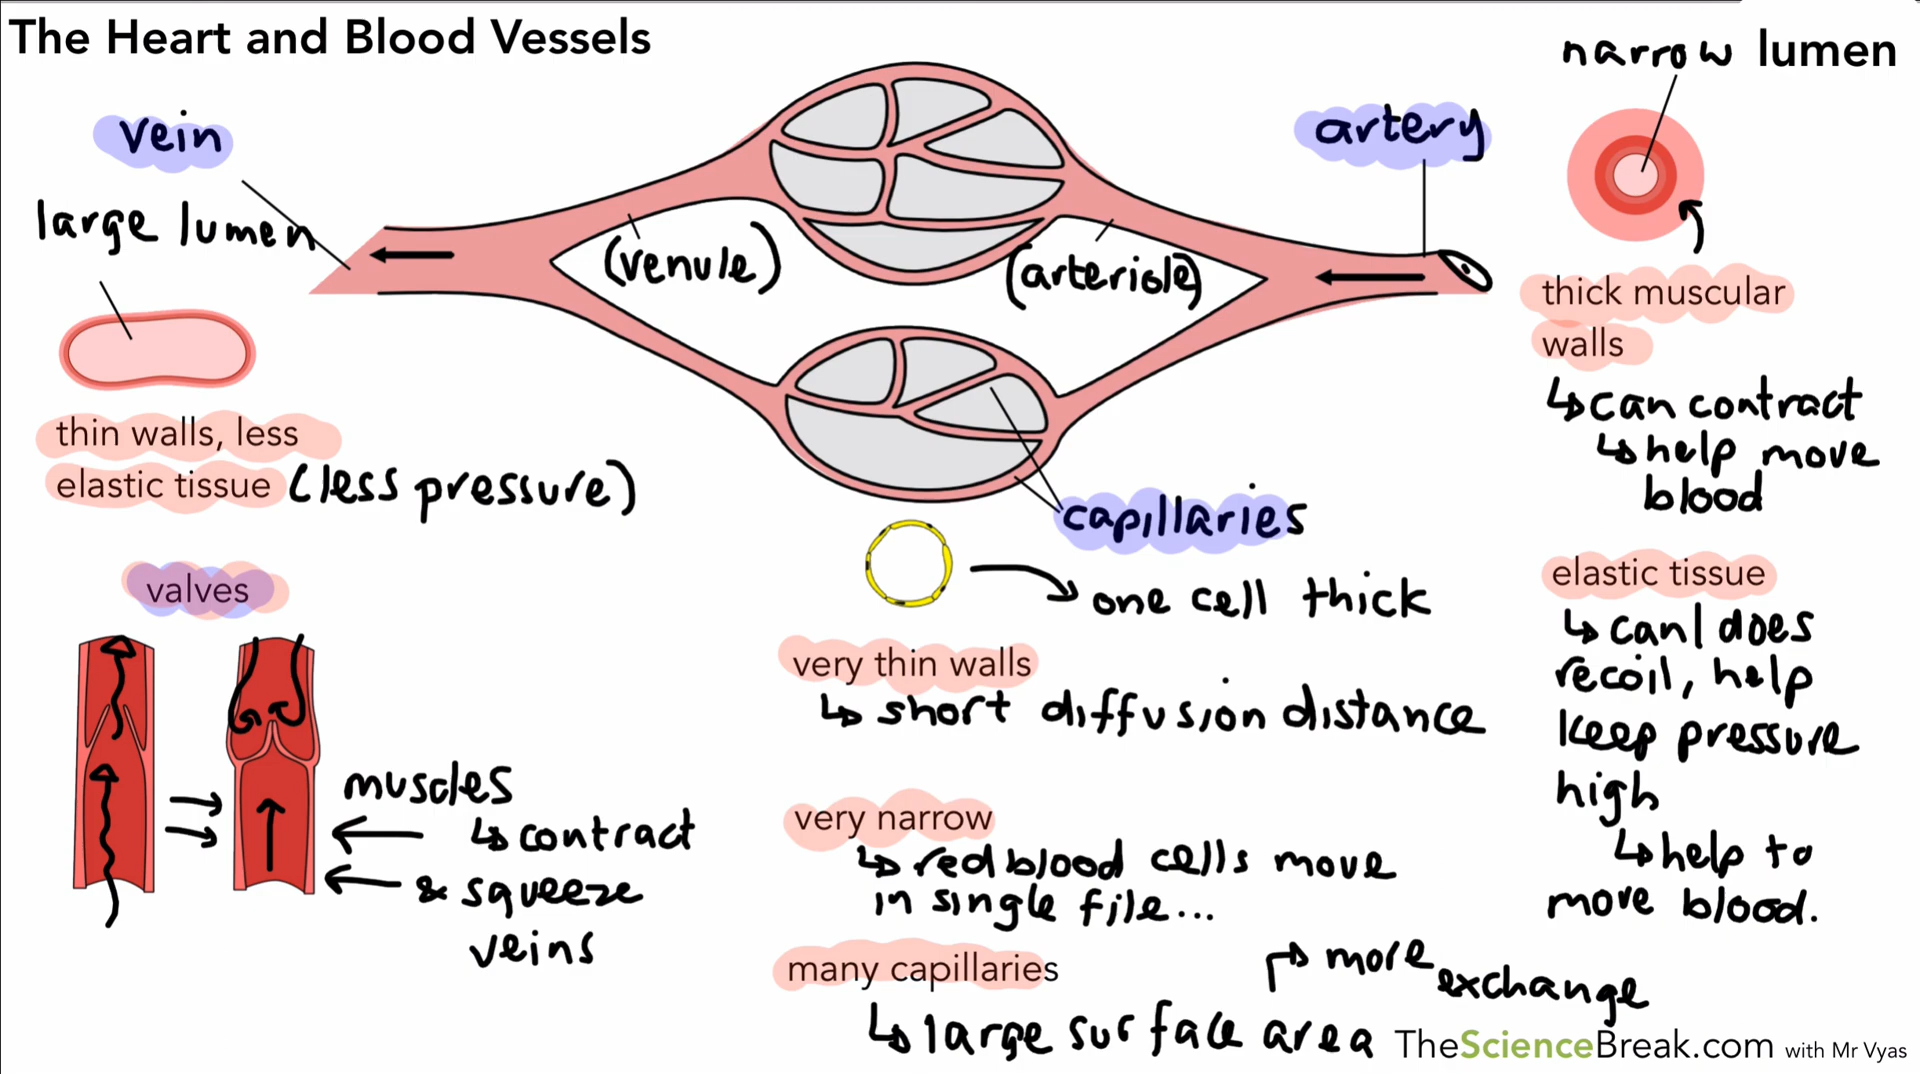 The Heart and Blood Vessels
vein
large lumen
thin walls, less
elastic tissue (less pressure)
valves
muscles
↳ contract
& squeeze
veins
(venule)
(arteriole)
capillaries
→ one cell thick
very thin walls
↳ short diffusion distance
very narrow
↳ red blood cells move
in single file...
many capillaries
↳ large surface area
↱ more
exchange
artery
narrow lumen
thick muscular
walls
↳ can contract
↳ help move
blood
elastic tissue
↳ can/does
recoil, help
keep pressure
high
↳ help to
move blood.
TheScienceBreak.com with Mr Vyas